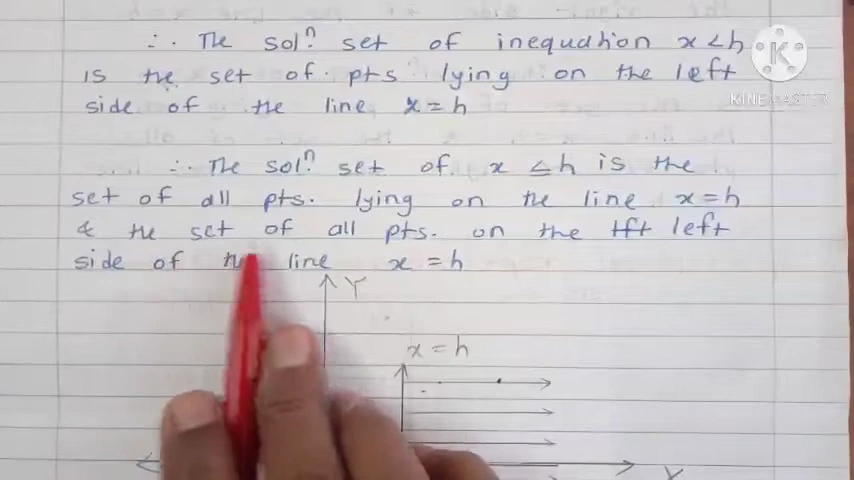 ∴ The solⁿ set of inequation x < h
is the set of pts lying on the left
side of the line x = h
∴ The solⁿ set of x ≤ h is the
set of all pts. lying on the line x = h
& the set of all pts. on the left
side of the line x = h
Y
x = h
X
K
KINEMASTER